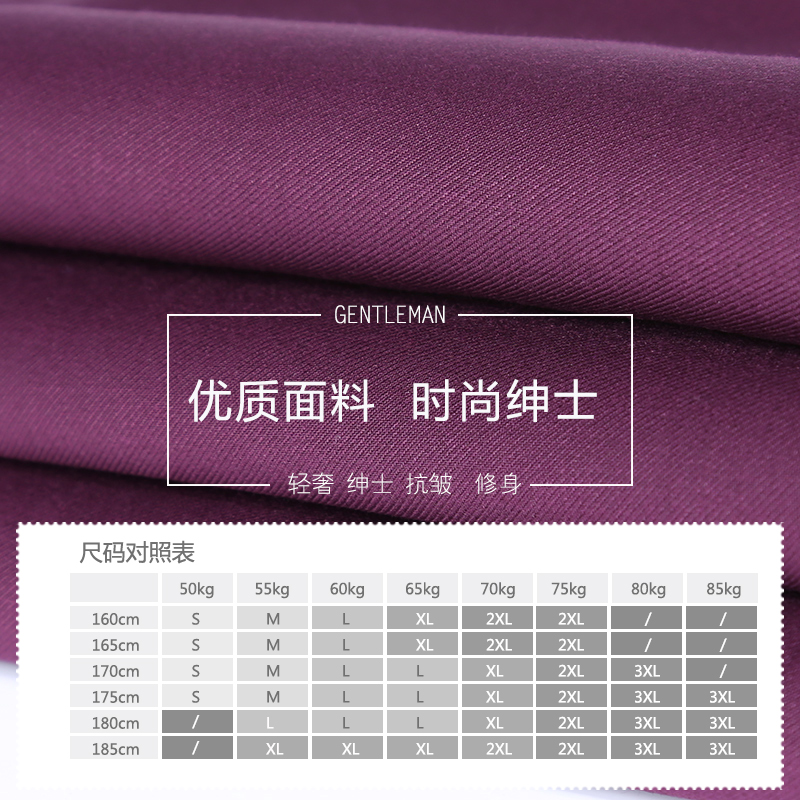 GENTLEMAN
优质面料 时尚绅士
轻奢 绅士 抗皱 修身
尺码对照表
50kg 55kg 60kg 65kg 70kg 75kg 80kg 85kg
160cm S M L XL 2XL 2XL / /
165cm S M L XL 2XL 2XL / /
170cm S M L L XL 2XL 3XL /
175cm S M L L XL 2XL 3XL 3XL
180cm / L L L XL 2XL 3XL 3XL
185cm / XL XL XL 2XL 2XL 3XL 3XL